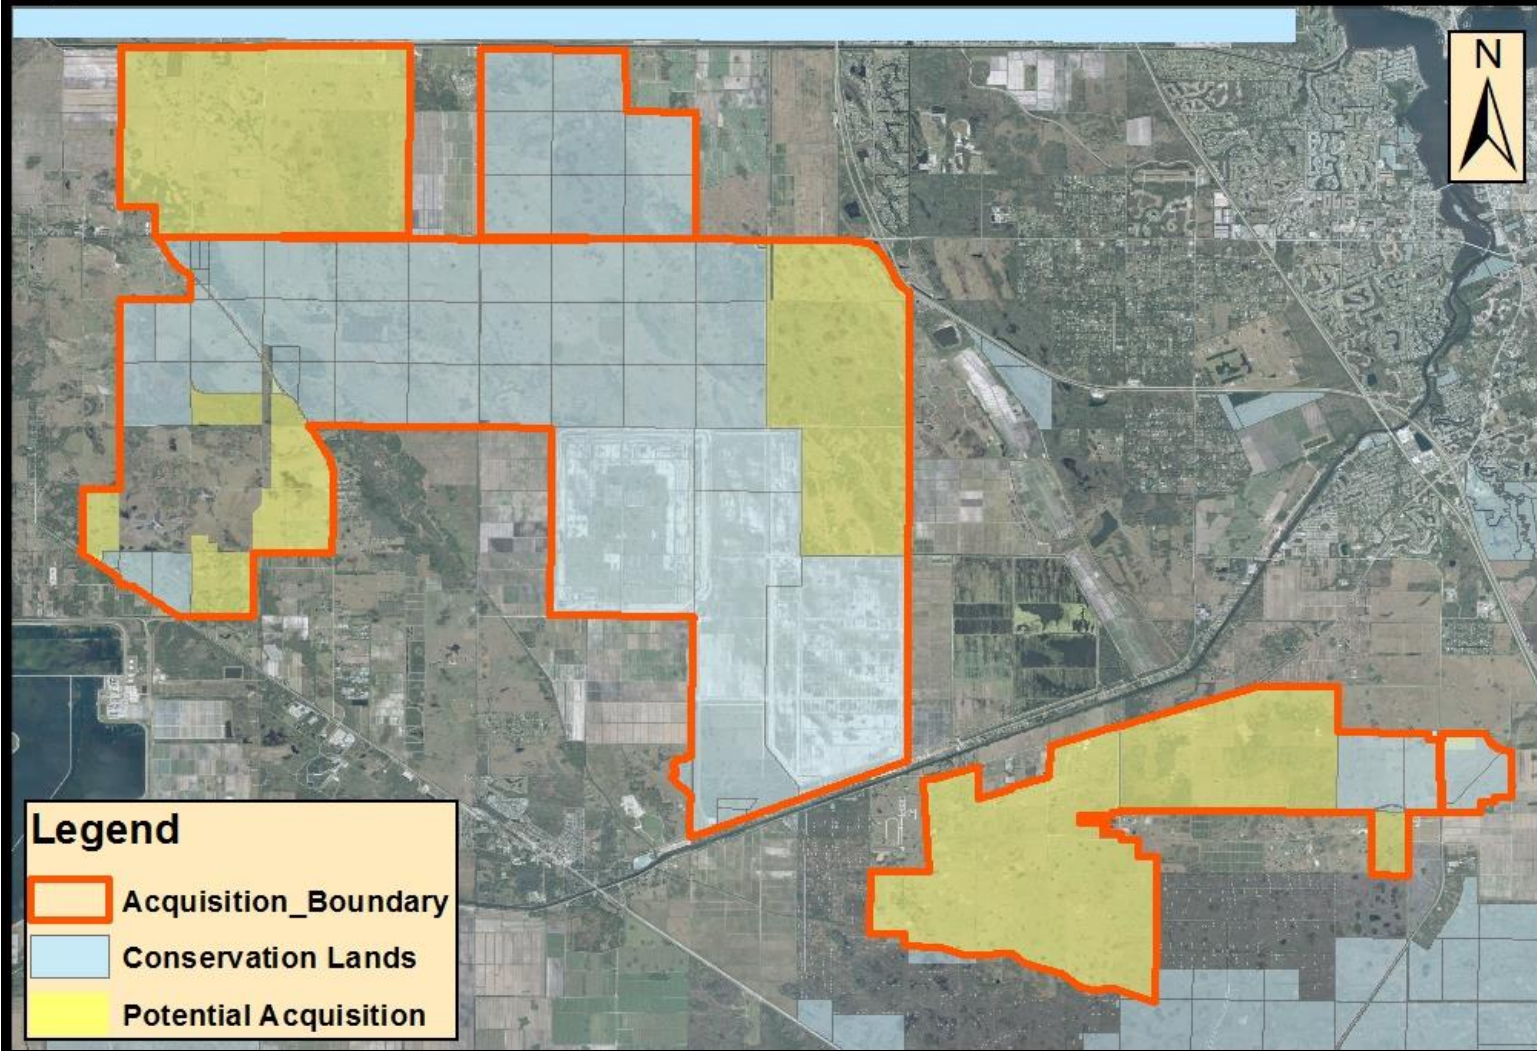 N
Legend
Acquisition_Boundary
Conservation Lands
Potential Acquisition